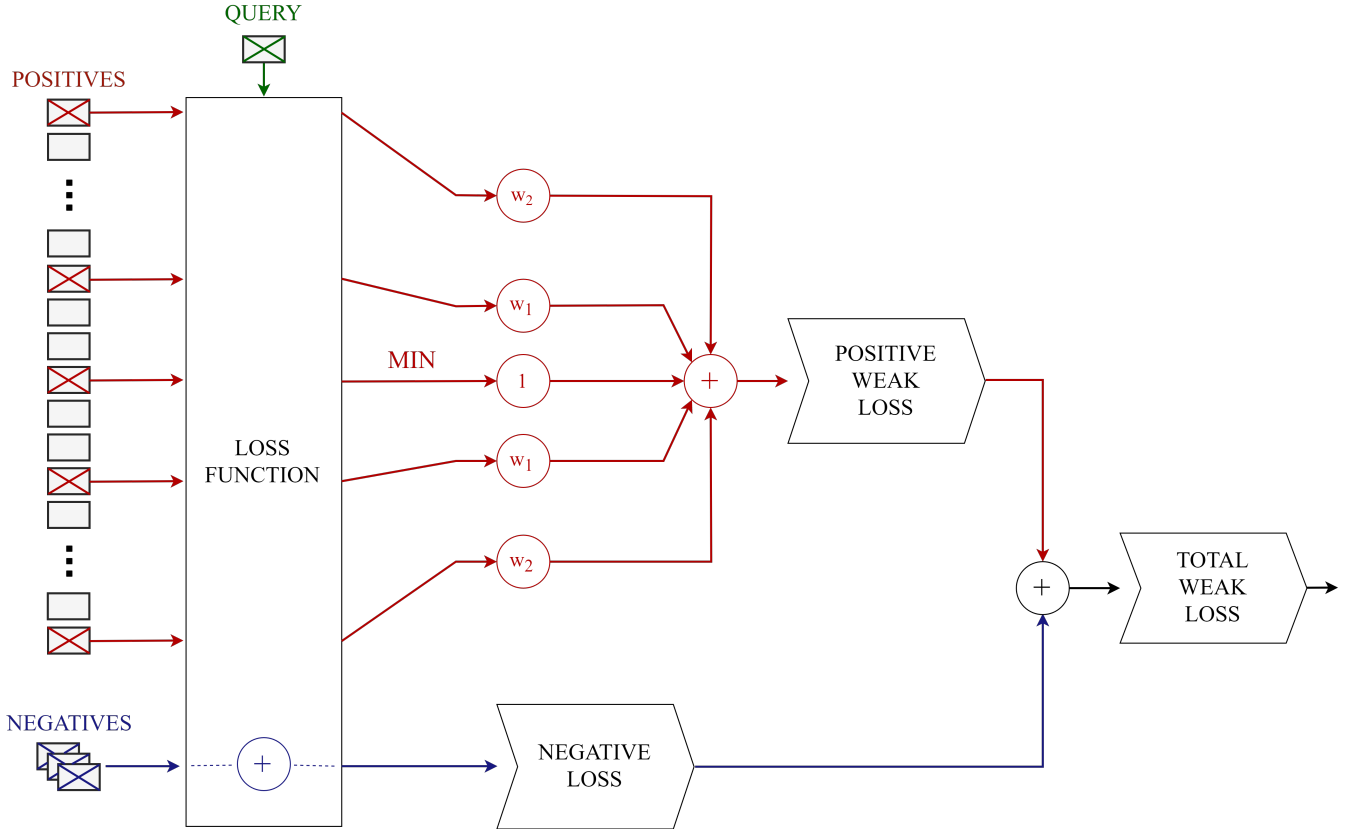 QUERY
POSITIVES
w2
w1
MIN
1
+
w1
w2
LOSS
FUNCTION
POSITIVE
WEAK
LOSS
+
TOTAL
WEAK
LOSS
NEGATIVES
+
NEGATIVE
LOSS